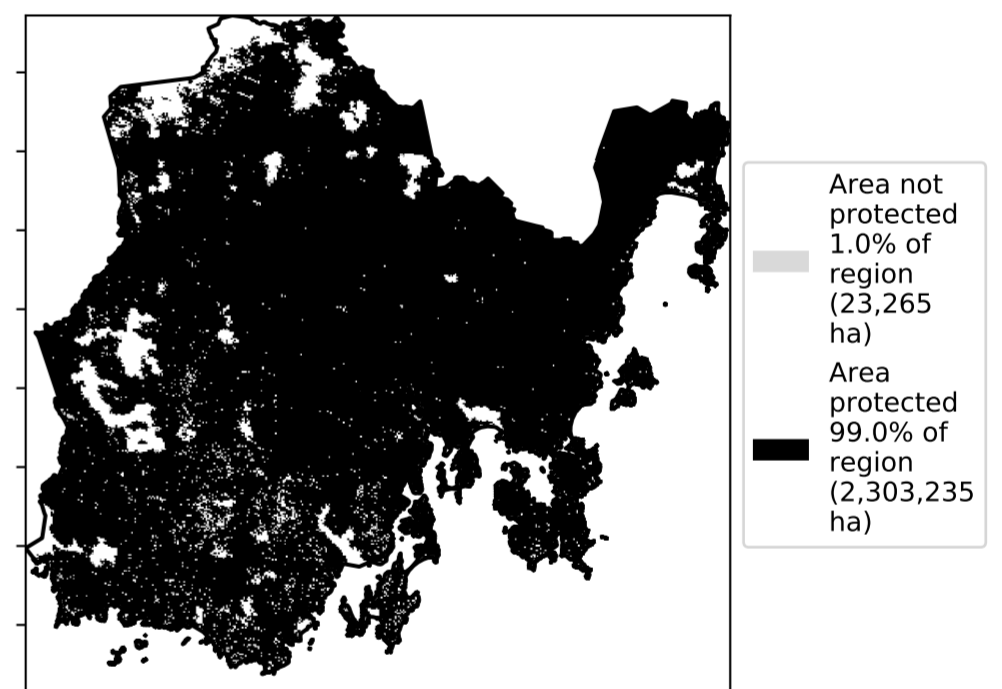 Area not
protected
1.0% of
region
(23,265
ha)
Area
protected
99.0% of
region
(2,303,235
ha)